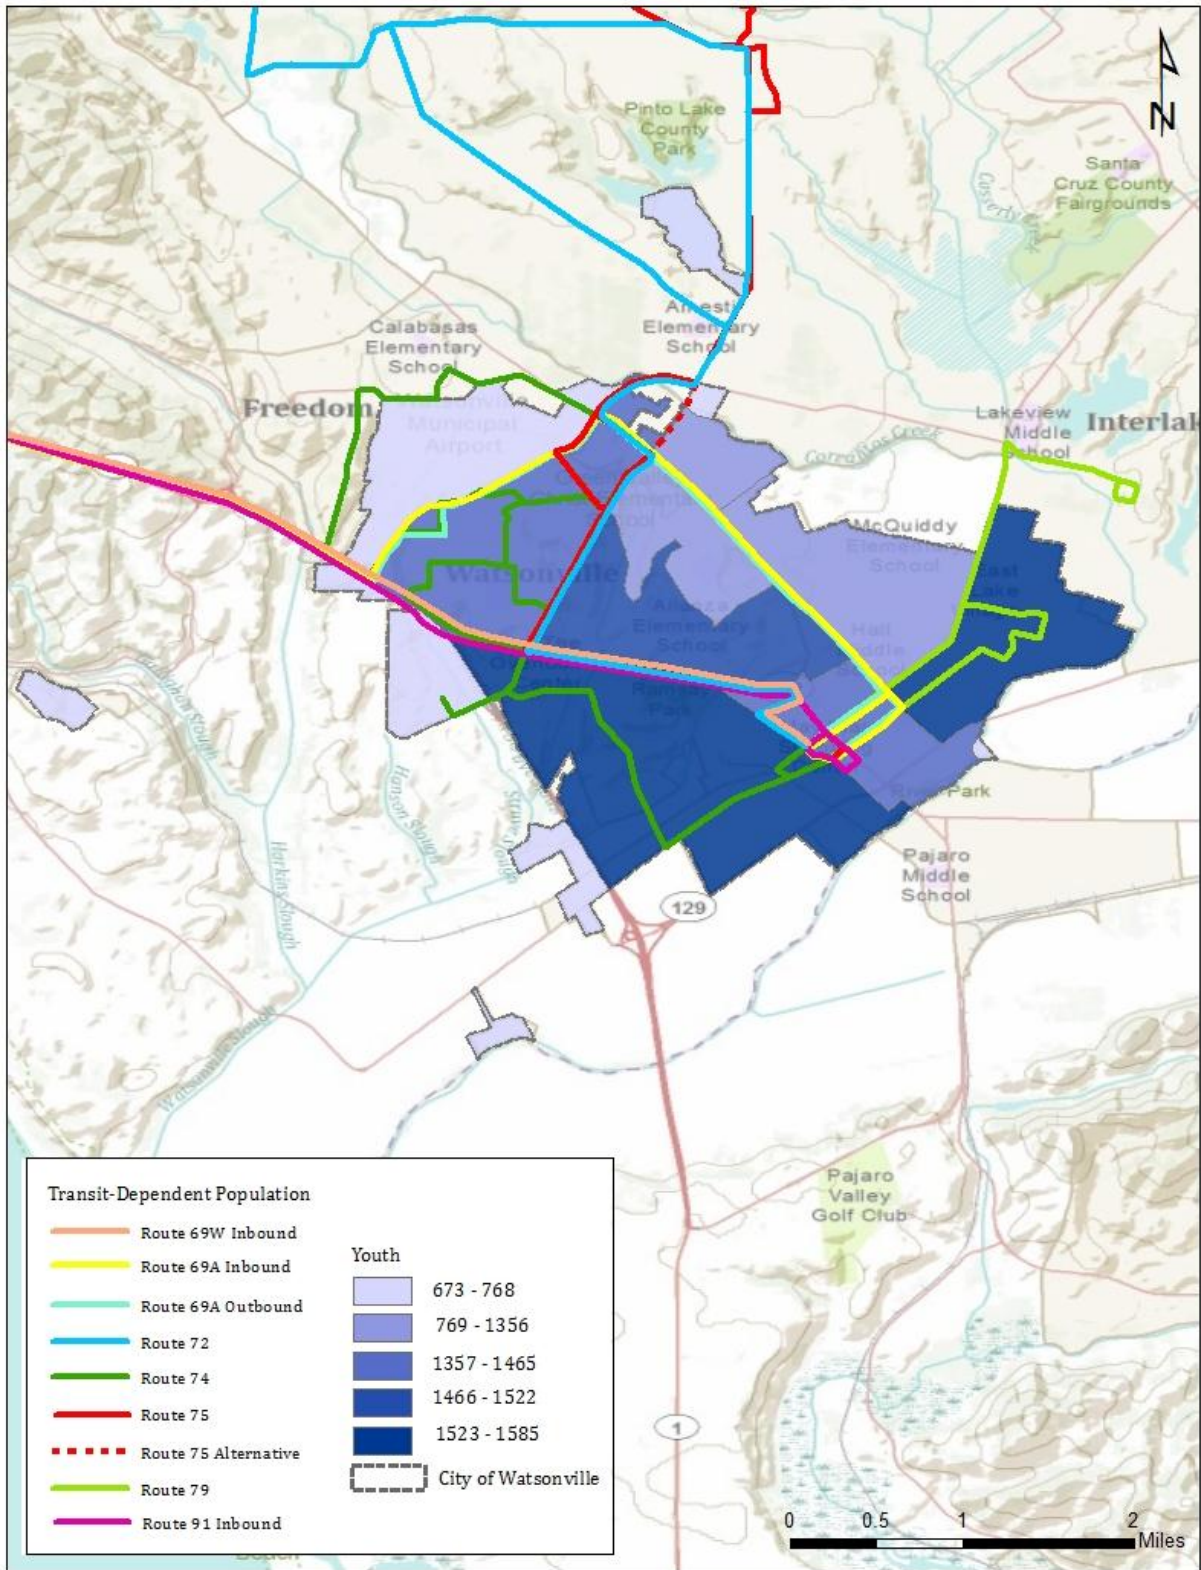 Pinto Lake
County
Park
N
Santa
Cruz County
Fairgrounds
Amesti
Elementary
School
Calabasas
Elementary
School
Freedom
Watsonville
Municipal
Airport
Lakeview
Middle
School
Interlak
Corralitos Creek
School
McQuiddy
Elementary
School
Watsonville
East
Lake
Elementary
School
Hall
Middle
School
The
Center
Ramsay
Park
River Park
Hanson Slough
Harkins Slough
Watsonville Slough
Pajaro
Middle
School
129
Pajaro
Valley
Golf Club
1
Transit-Dependent Population
Route 69W Inbound
Route 69A Inbound
Route 69A Outbound
Route 72
Route 74
Route 75
Route 75 Alternative
Route 79
Route 91 Inbound
Youth
673 - 768
769 - 1356
1357 - 1465
1466 - 1522
1523 - 1585
City of Watsonville
Beach
0 0.5 1 2
Miles